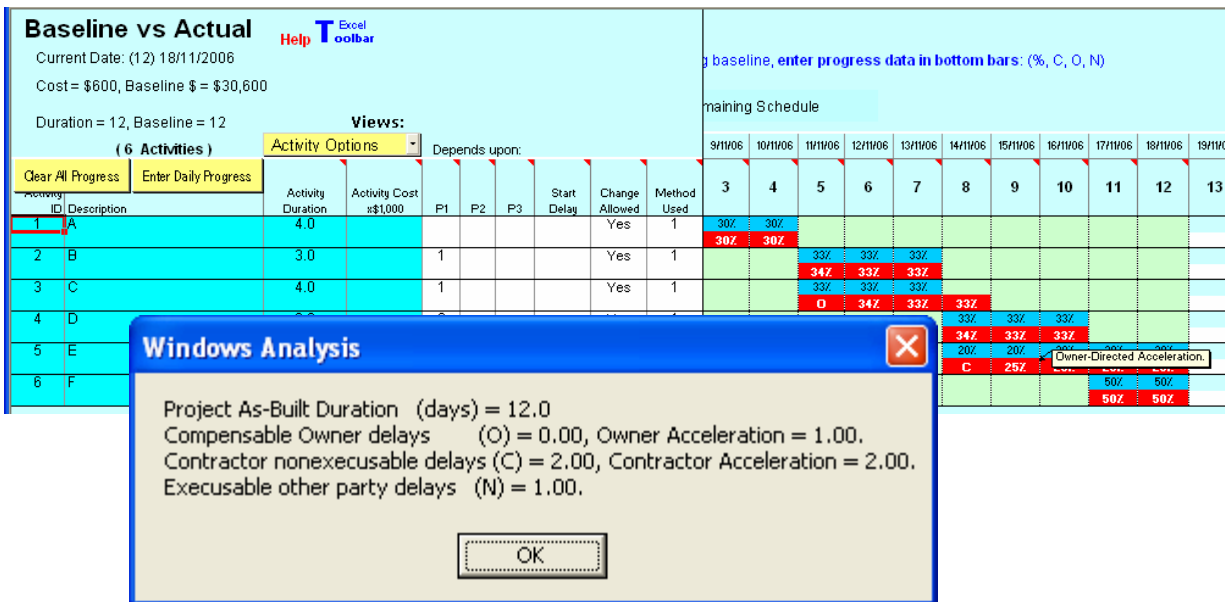 Baseline vs Actual
Help
T Excel
oolbar
Current Date: (12) 18/11/2006
baseline, enter progress data in bottom bars: (%, C, O, N)
Cost = $600, Baseline $ = $30,600
maining Schedule
Duration = 12, Baseline = 12
Views:
( 6 Activities )
Activity Options
Depends upon:
9/11/06 10/11/06 11/11/06 12/11/06 13/11/06 14/11/06 15/11/06 16/11/06 17/11/06 18/11/06
Clear All Progress
Enter Daily Progress
3 4 5 6 7 8 9 10 11 12 13
Activity
ID Description
Activity
Duration
Activity Cost
x$1,000
P1 P2 P3
Start
Delay
Change
Allowed
Method
Used
1 A 4.0 Yes 1 30% 30%
30% 30%
2 B 3.0 1 Yes 1 33% 33% 33%
34% 33% 33%
3 C 4.0 1 Yes 1 33% 33% 33%
O 34% 33% 33%
4 D 33% 33% 33%
34% 33% 33%
5 E 20% 20%
C 25%
Owner-Directed Acceleration.
6 F 50% 50%
50% 50%
Windows Analysis
Project As-Built Duration (days) = 12.0
Compensable Owner delays (O) = 0.00, Owner Acceleration = 1.00.
Contractor nonexecusable delays (C) = 2.00, Contractor Acceleration = 2.00.
Execusable other party delays (N) = 1.00.
OK